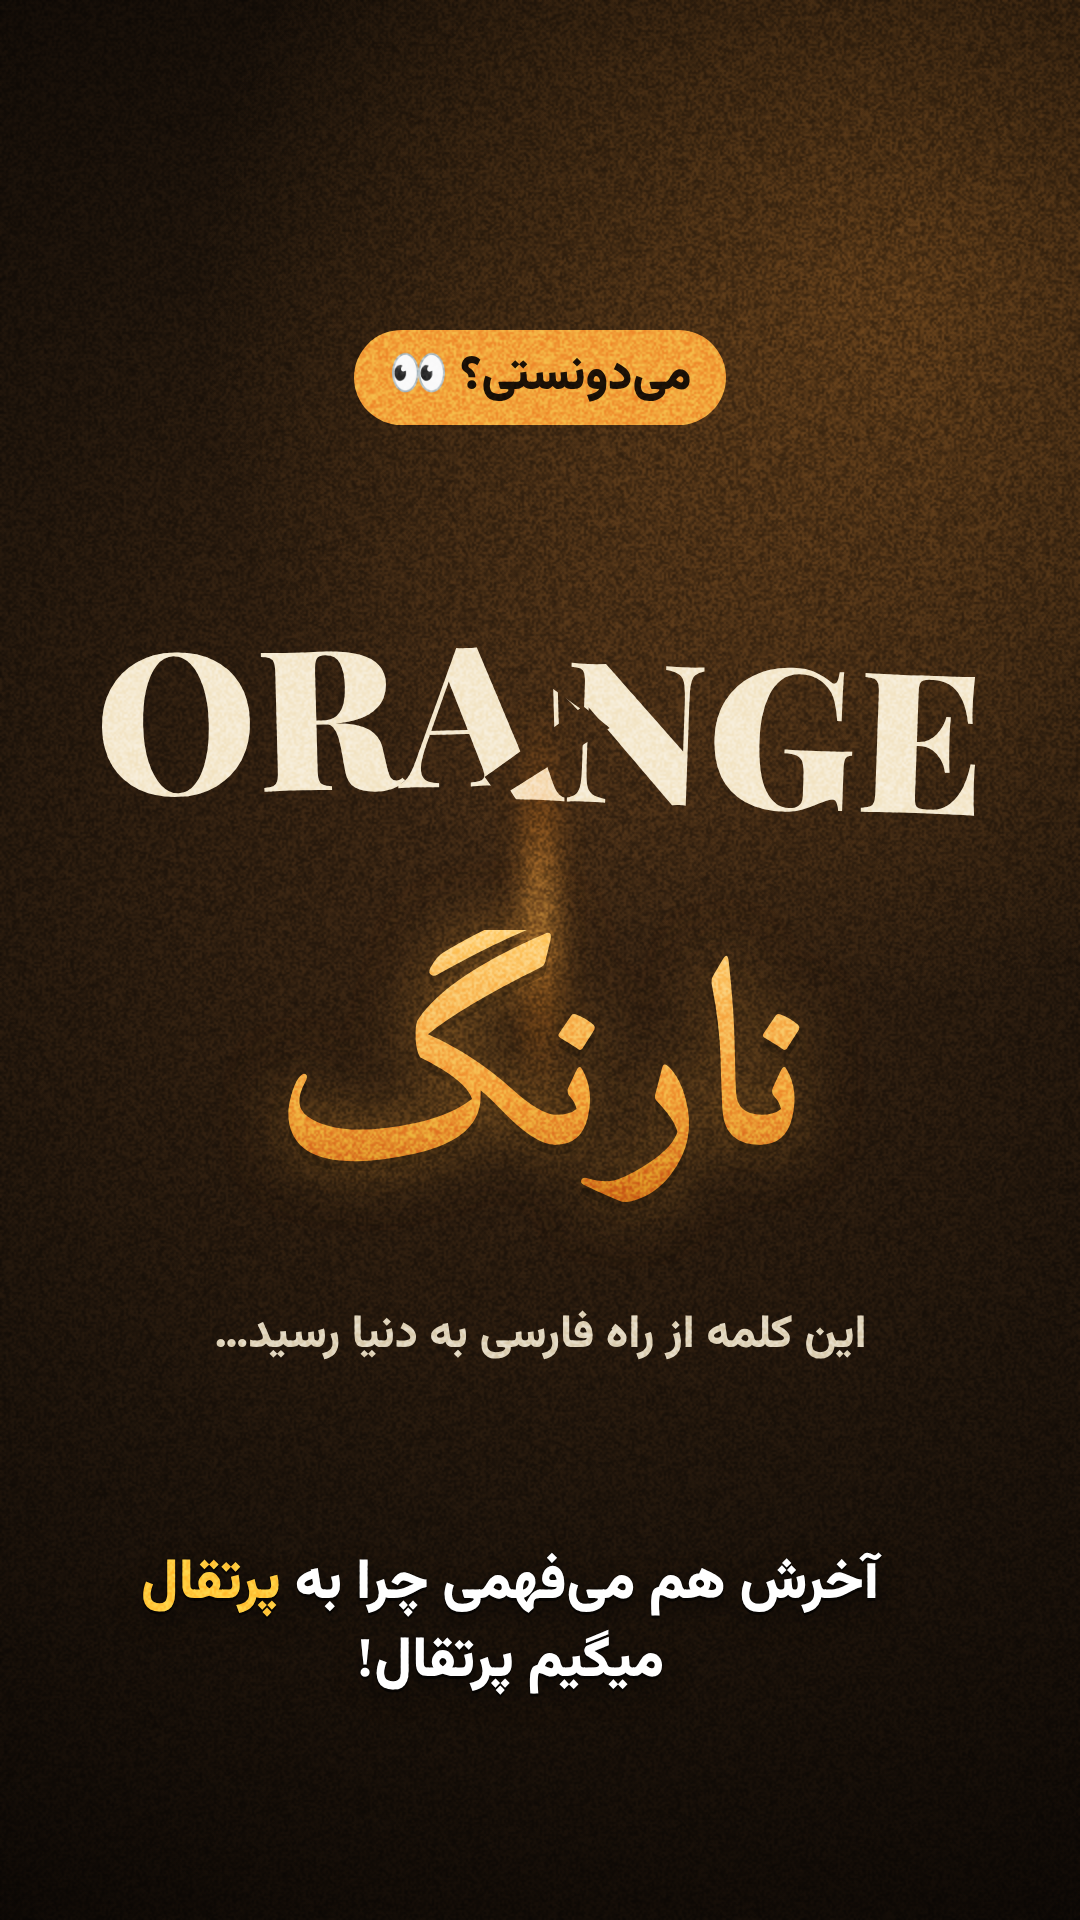 می‌دونستی؟ 👀
ORANGE
نارنگ
این کلمه از راه فارسی به دنیا رسید...
آخرش هم می‌فهمی چرا به پرتقال
میگیم پرتقال!